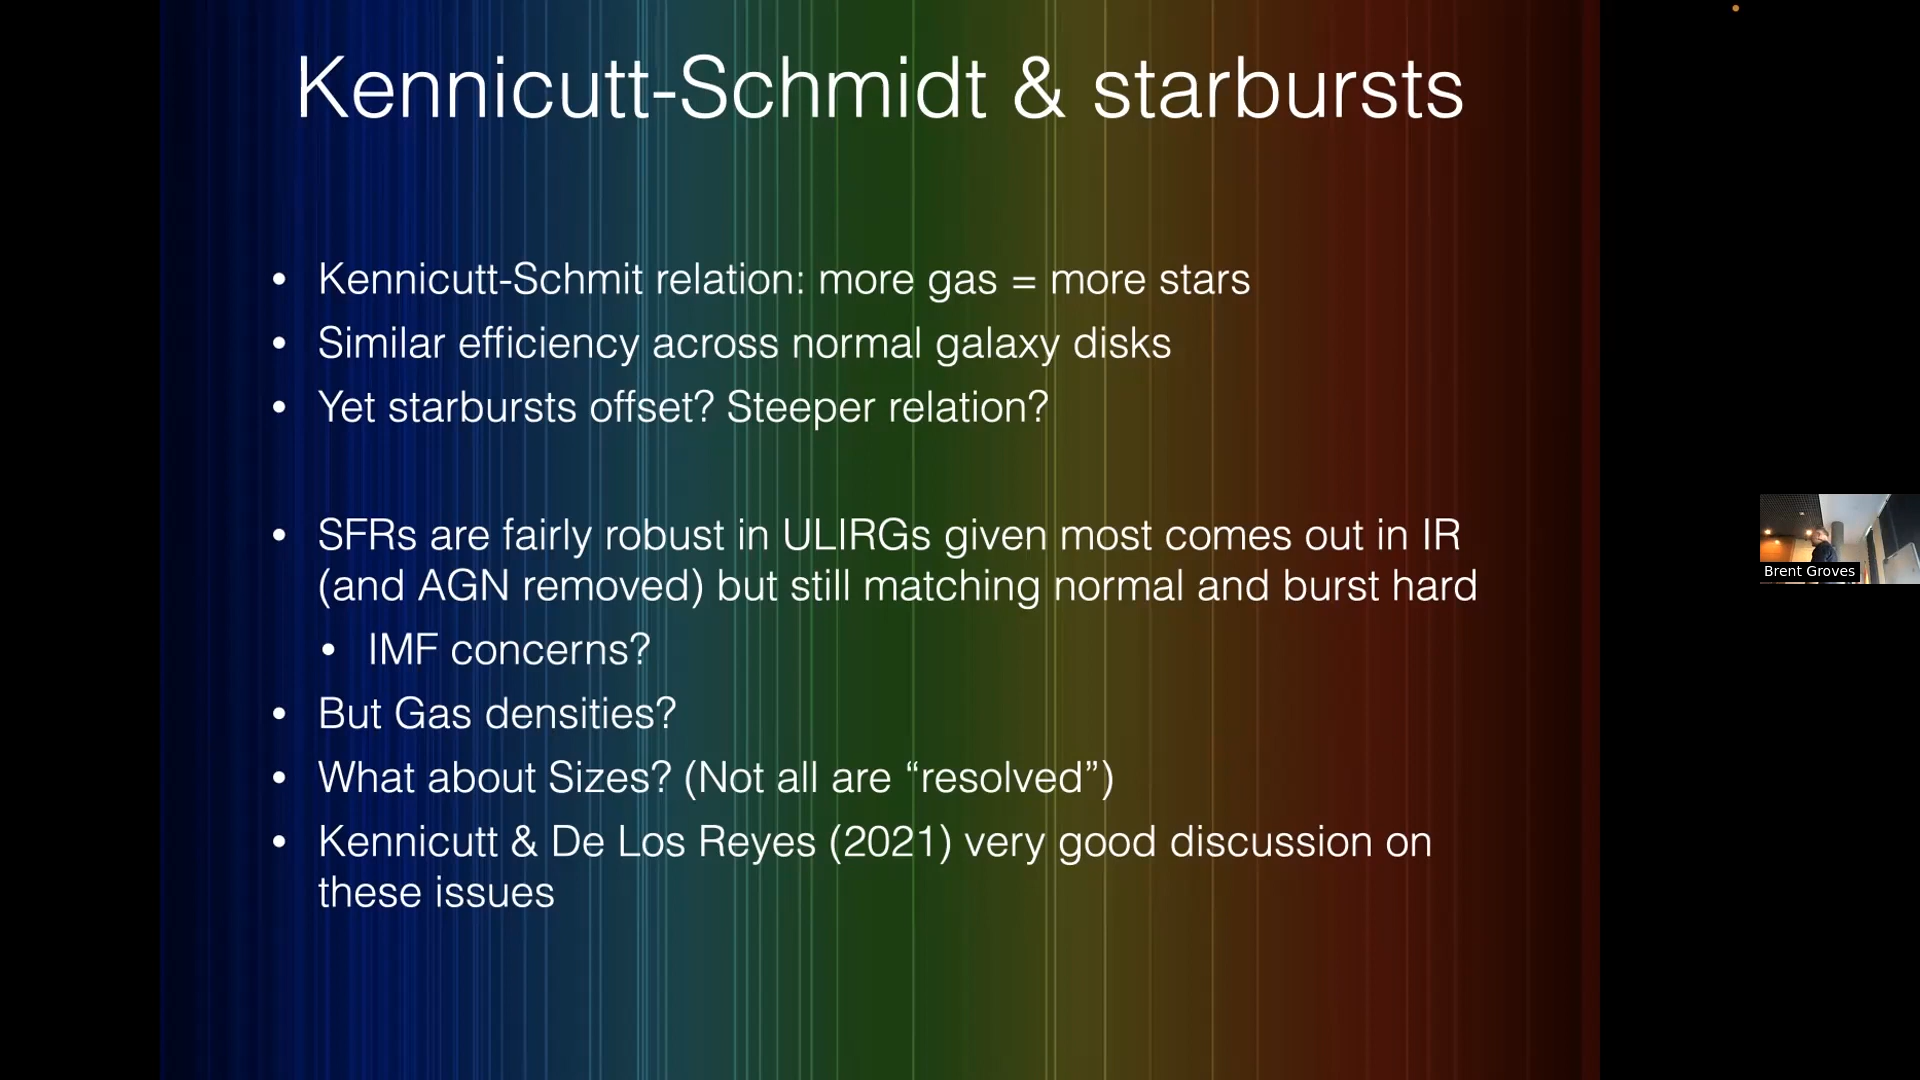 Kennicutt-Schmidt & starbursts
• Kennicutt-Schmit relation: more gas = more stars
• Similar efficiency across normal galaxy disks
• Yet starbursts offset? Steeper relation?
• SFRs are fairly robust in ULIRGs given most comes out in IR
(and AGN removed) but still matching normal and burst hard
• IMF concerns?
• But Gas densities?
• What about Sizes? (Not all are “resolved”)
• Kennicutt & De Los Reyes (2021) very good discussion on
these issues
Brent Groves